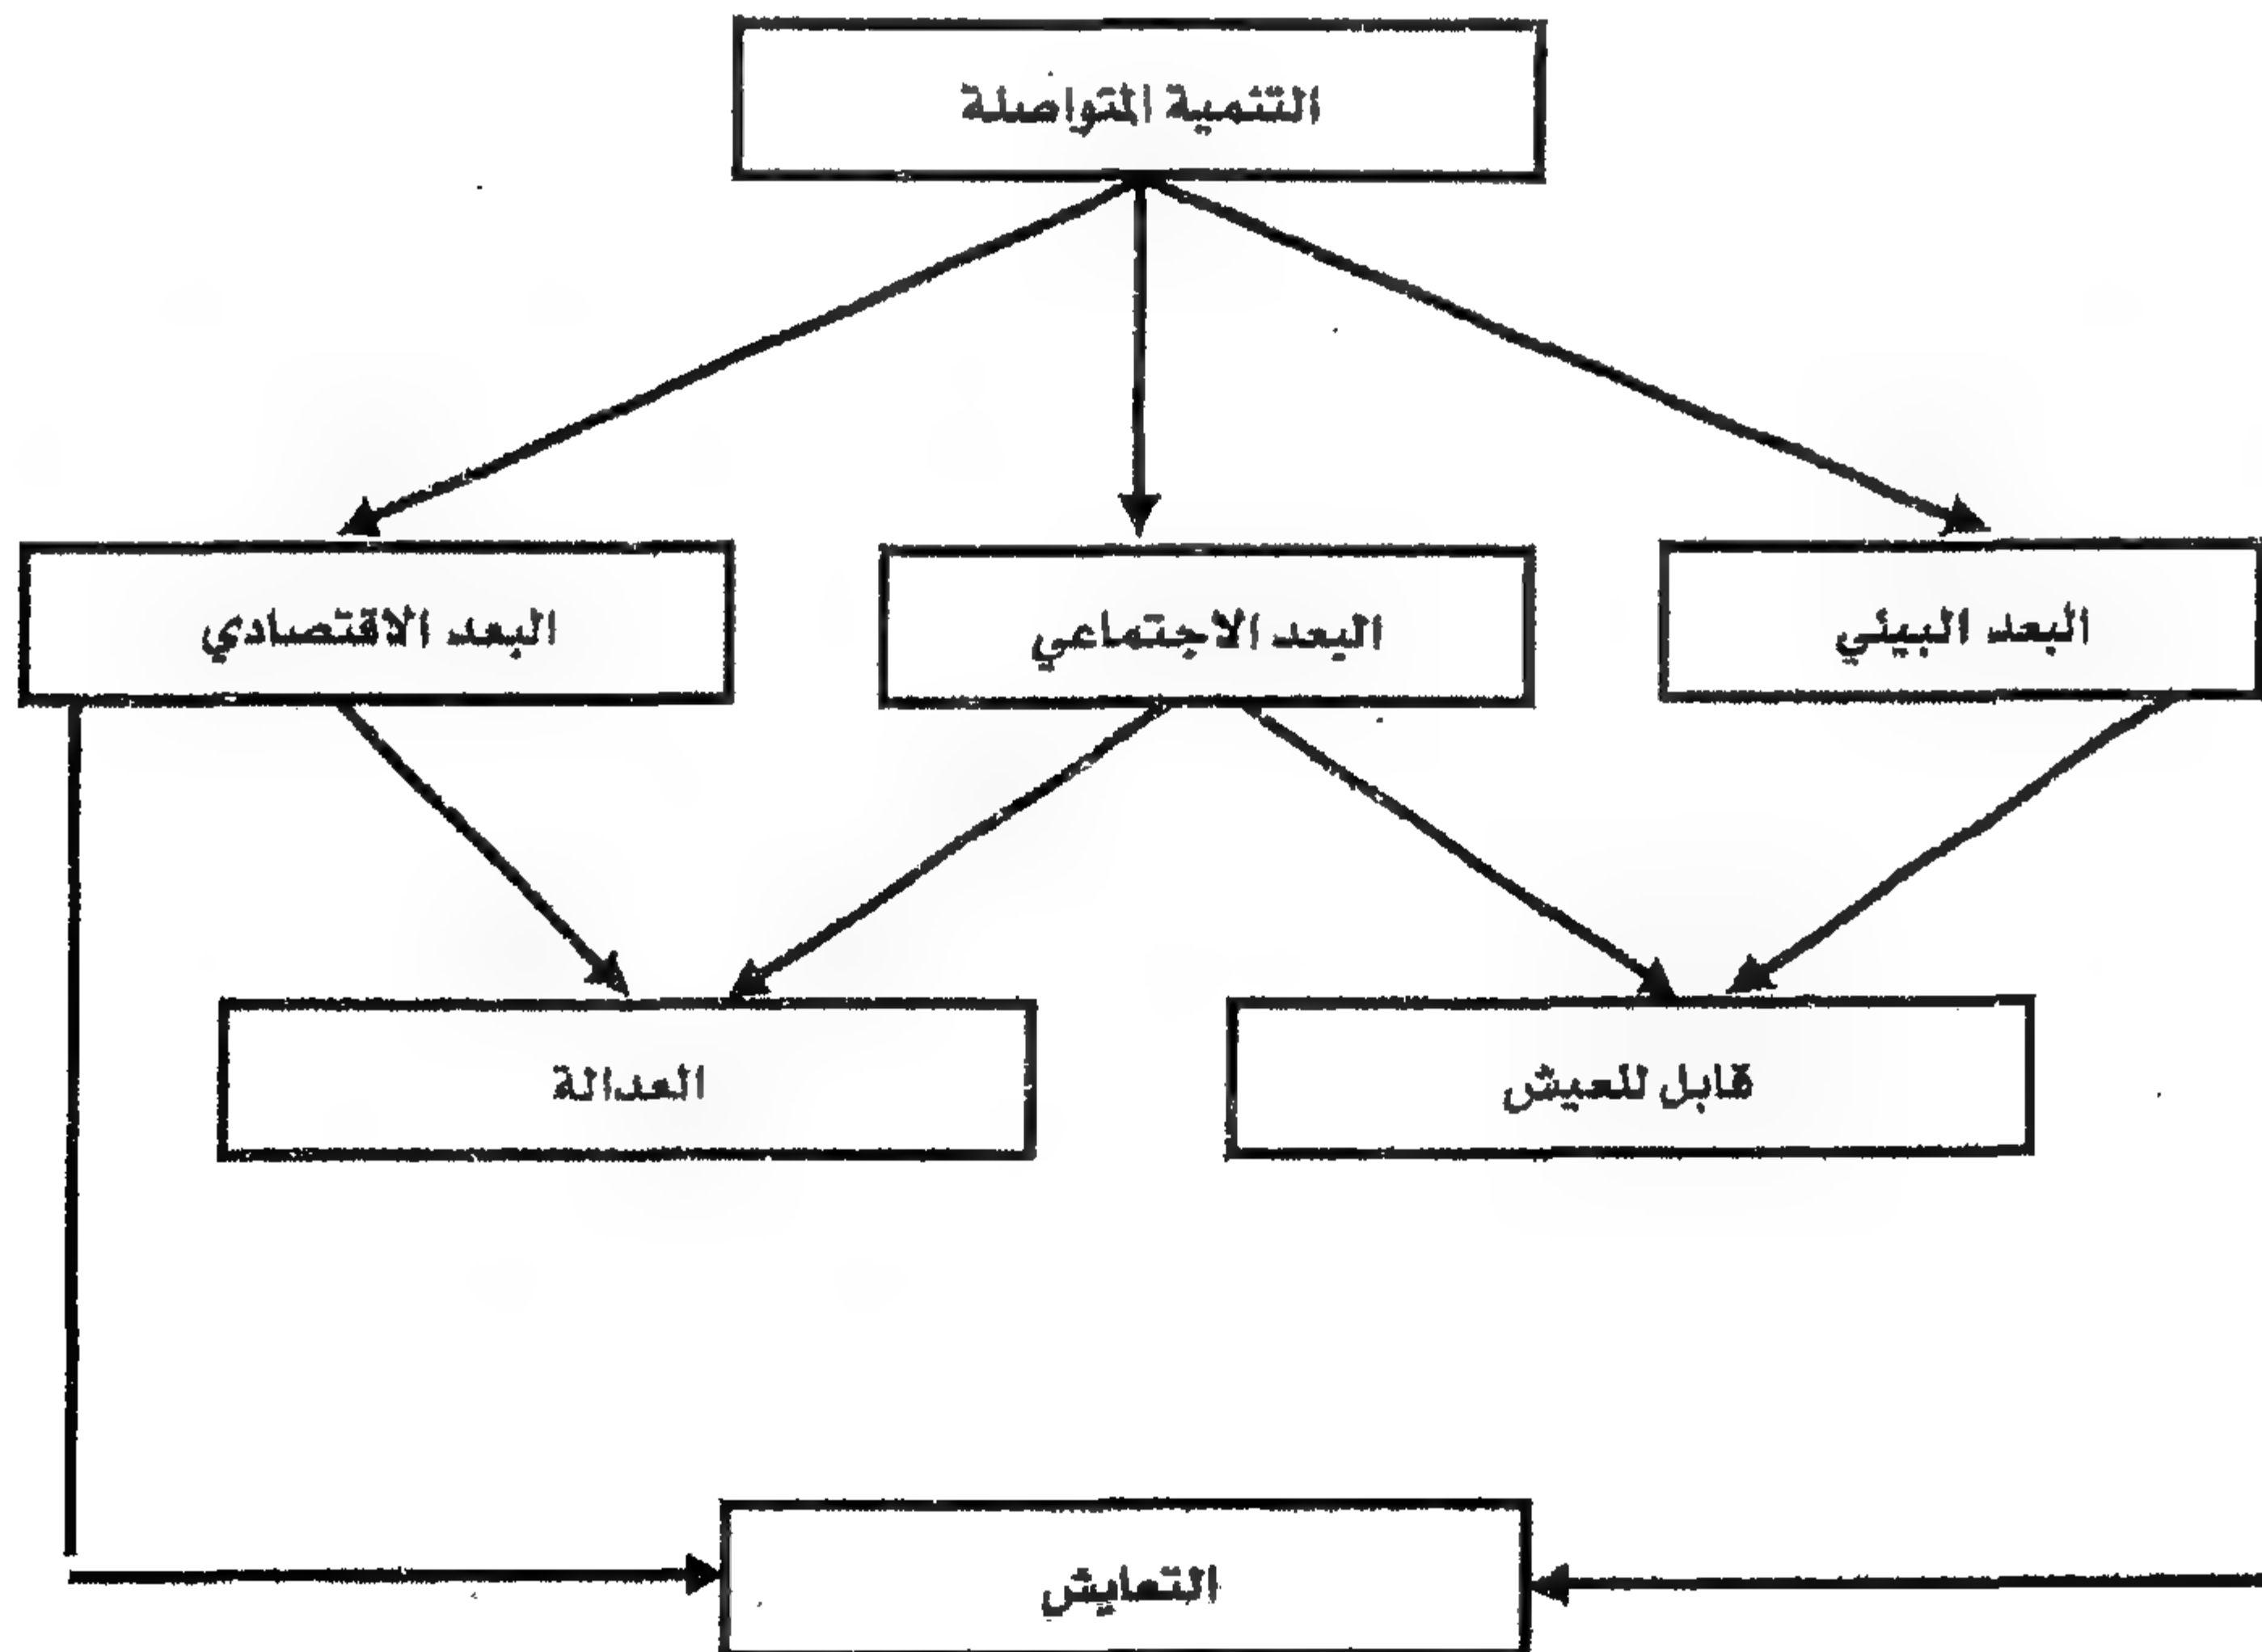 التنمية المتواصلة
البعد البيئي
البعد الاجتماعي
البعد الاقتصادي
قابل للعيش
العدالة
التعايش